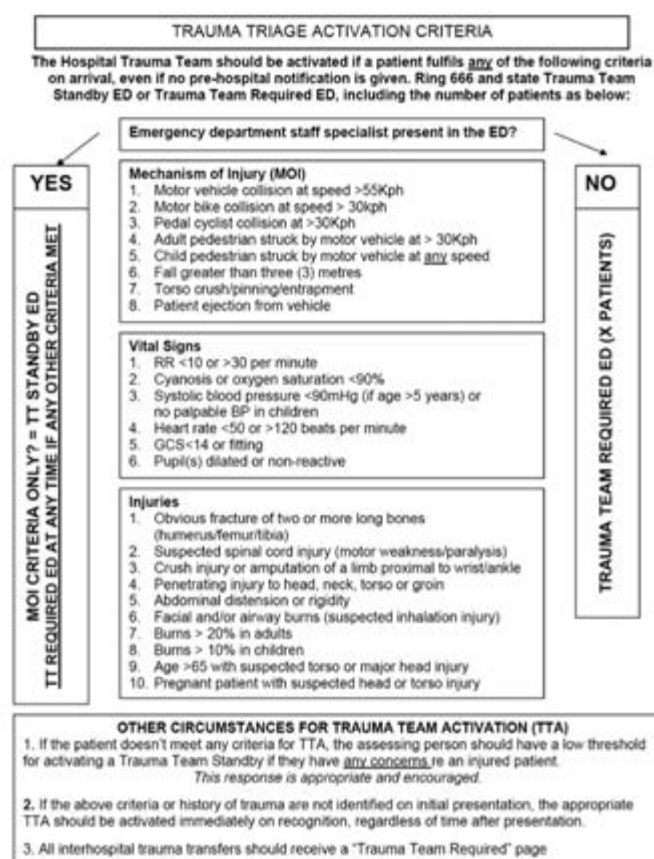 TRAUMA TRIAGE ACTIVATION CRITERIA
The Hospital Trauma Team should be activated if a patient fulfils any of the following criteria
on arrival, even if no pre-hospital notification is given. Ring 666 and state Trauma Team
Standby ED or Trauma Team Required ED, including the number of patients as below:
Emergency department staff specialist present in the ED?
YES
MOI CRITERIA ONLY? = TT STANDBY ED
TT REQUIRED ED AT ANY TIME IF ANY OTHER CRITERIA MET
Mechanism of Injury (MOI)
1. Motor vehicle collision at speed >55Kph
2. Motor bike collision at speed > 30kph
3. Pedal cyclist collision at >30Kph
4. Adult pedestrian struck by motor vehicle at > 30Kph
5. Child pedestrian struck by motor vehicle at any speed
6. Fall greater than three (3) metres
7. Torso crush/pinning/entrapment
8. Patient ejection from vehicle
Vital Signs
1. RR <10 or >30 per minute
2. Cyanosis or oxygen saturation <90%
3. Systolic blood pressure <90mHg (if age >5 years) or
no palpable BP in children
4. Heart rate <50 or >120 beats per minute
5. GCS<14 or fitting
6. Pupil(s) dilated or non-reactive
Injuries
1. Obvious fracture of two or more long bones
(humerus/femur/tibia)
2. Suspected spinal cord injury (motor weakness/paralysis)
3. Crush injury or amputation of a limb proximal to wrist/ankle
4. Penetrating injury to head, neck, torso or groin
5. Abdominal distension or rigidity
6. Facial and/or airway burns (suspected inhalation injury)
7. Burns > 20% in adults
8. Burns > 10% in children
9. Age >65 with suspected torso or major head injury
10. Pregnant patient with suspected head or torso injury
NO
TRAUMA TEAM REQUIRED ED (X PATIENTS)
OTHER CIRCUMSTANCES FOR TRAUMA TEAM ACTIVATION (TTA)
1. If the patient doesn't meet any criteria for TTA, the assessing person should have a low threshold
for activating a Trauma Team Standby if they have any concerns re an injured patient.
This response is appropriate and encouraged.
2. If the above criteria or history of trauma are not identified on initial presentation, the appropriate
TTA should be activated immediately on recognition, regardless of time after presentation.
3. All interhospital trauma transfers should receive a "Trauma Team Required" page